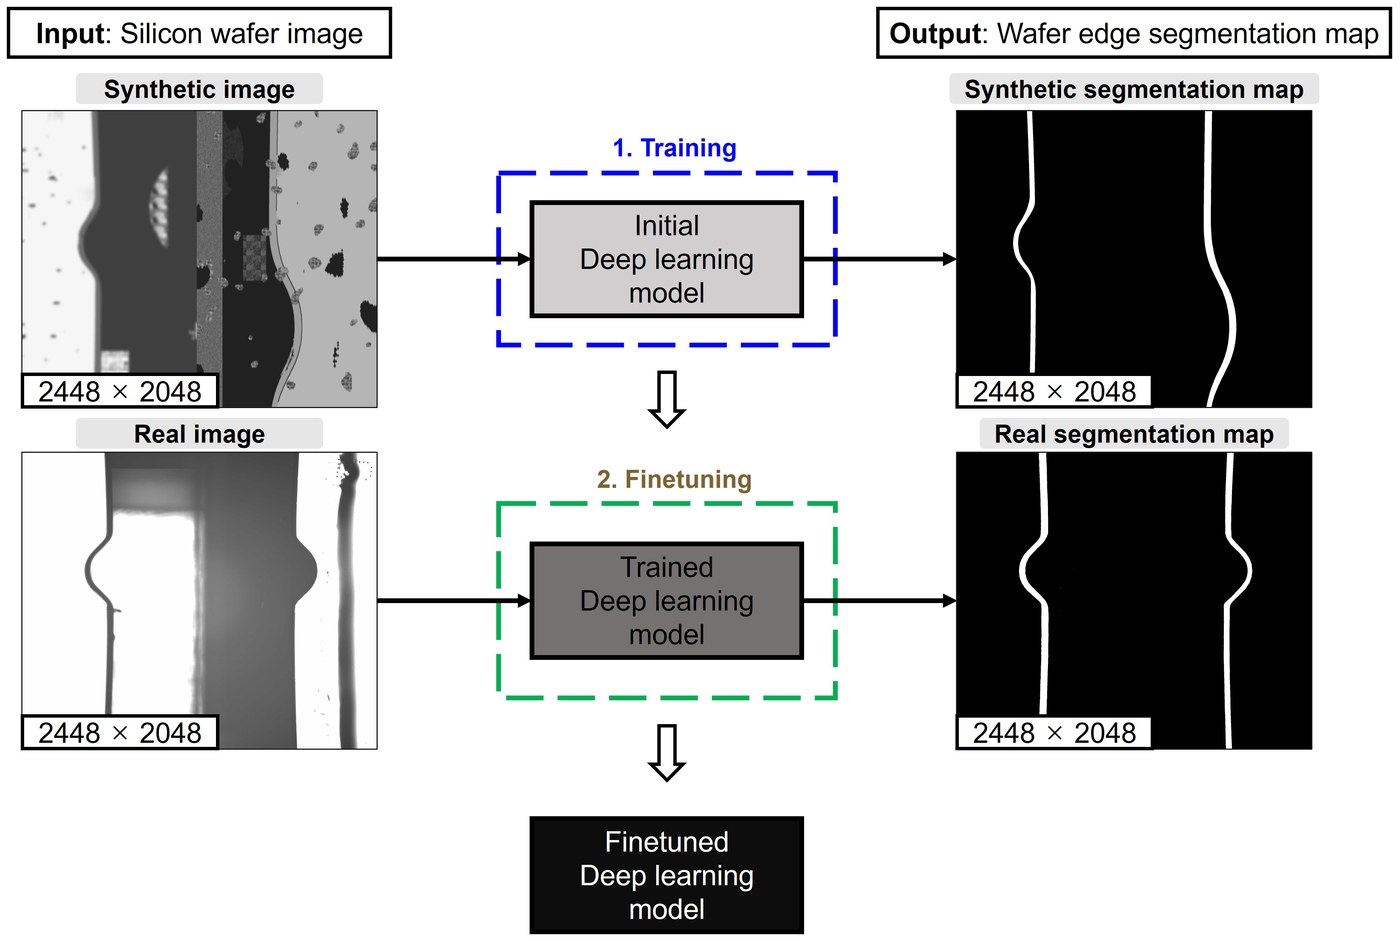 Input: Silicon wafer image
Output: Wafer edge segmentation map
Synthetic image
Synthetic segmentation map
1. Training
Initial
Deep learning
model
2448 × 2048
2448 × 2048
Real image
Real segmentation map
2. Finetuning
Trained
Deep learning
model
2448 × 2048
2448 × 2048
Finetuned
Deep learning
model